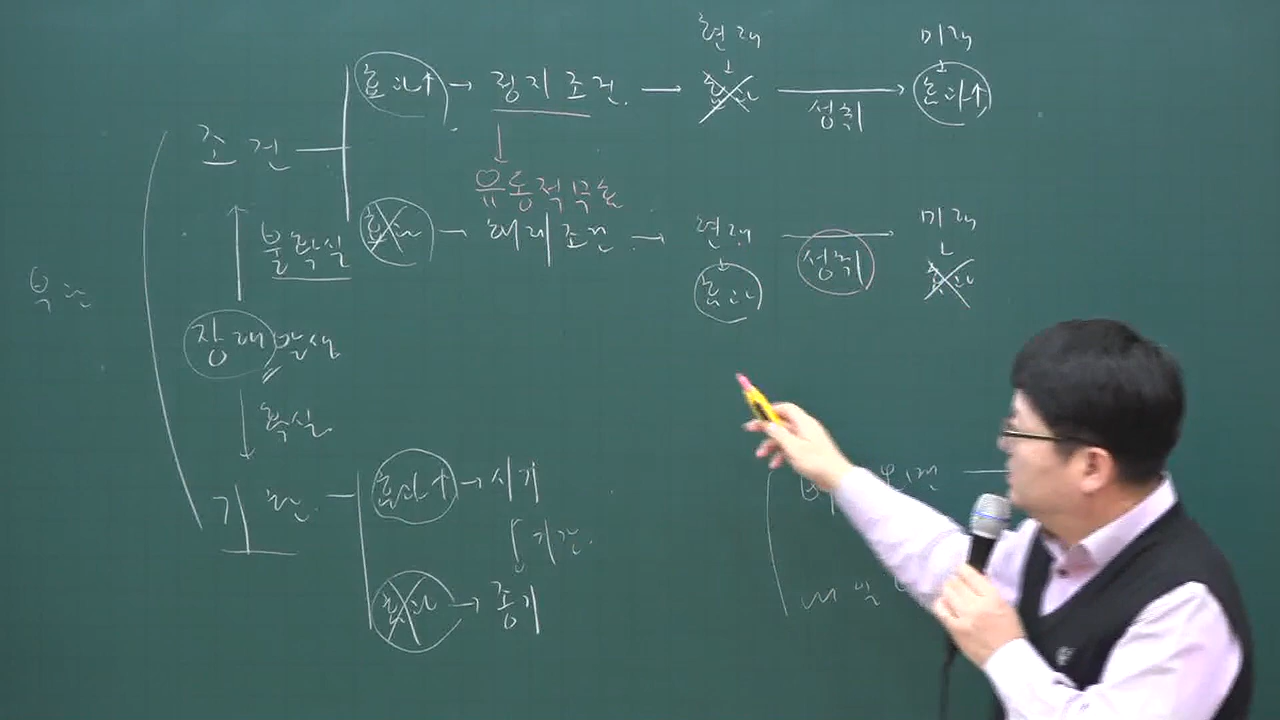 현재 미래
조건 효과↑ → 정지조건 → 효과 성취 효과↑
유동적무효
효과 → 해제조건 → 현재 성취 미래
불확실 효과 효과
부관
장래 발생
확실
기한 효과↑ → 시기
기간
효과 → 종기